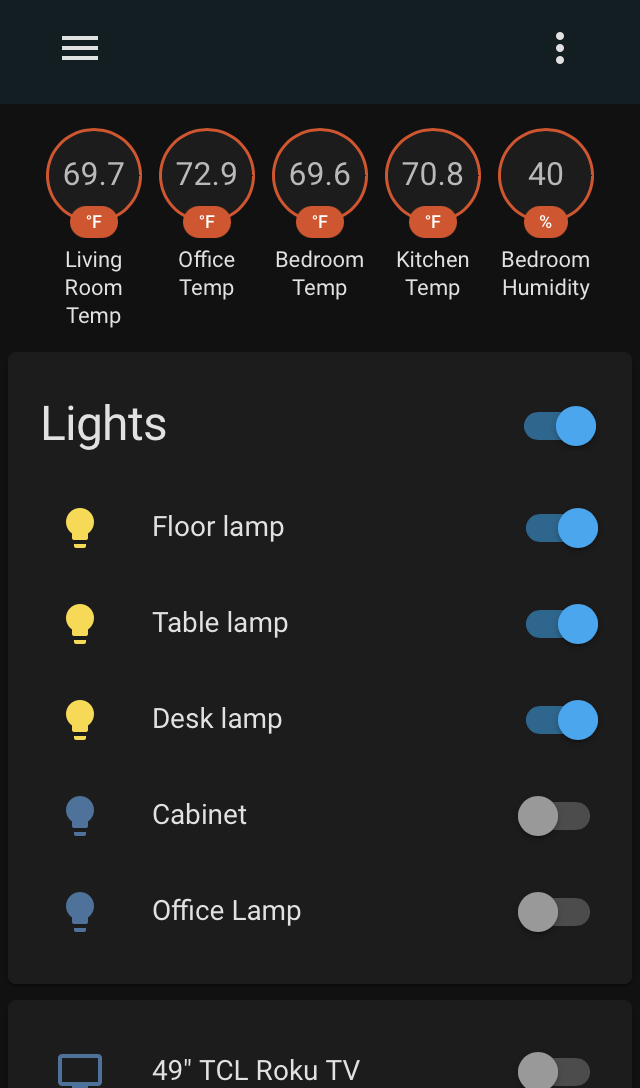 69.7 72.9 69.6 70.8 40
°F °F °F °F %
Living Office Bedroom Kitchen Bedroom
Room Temp Temp Temp Humidity
Temp
Lights
Floor lamp
Table lamp
Desk lamp
Cabinet
Office Lamp
49" TCL Roku TV